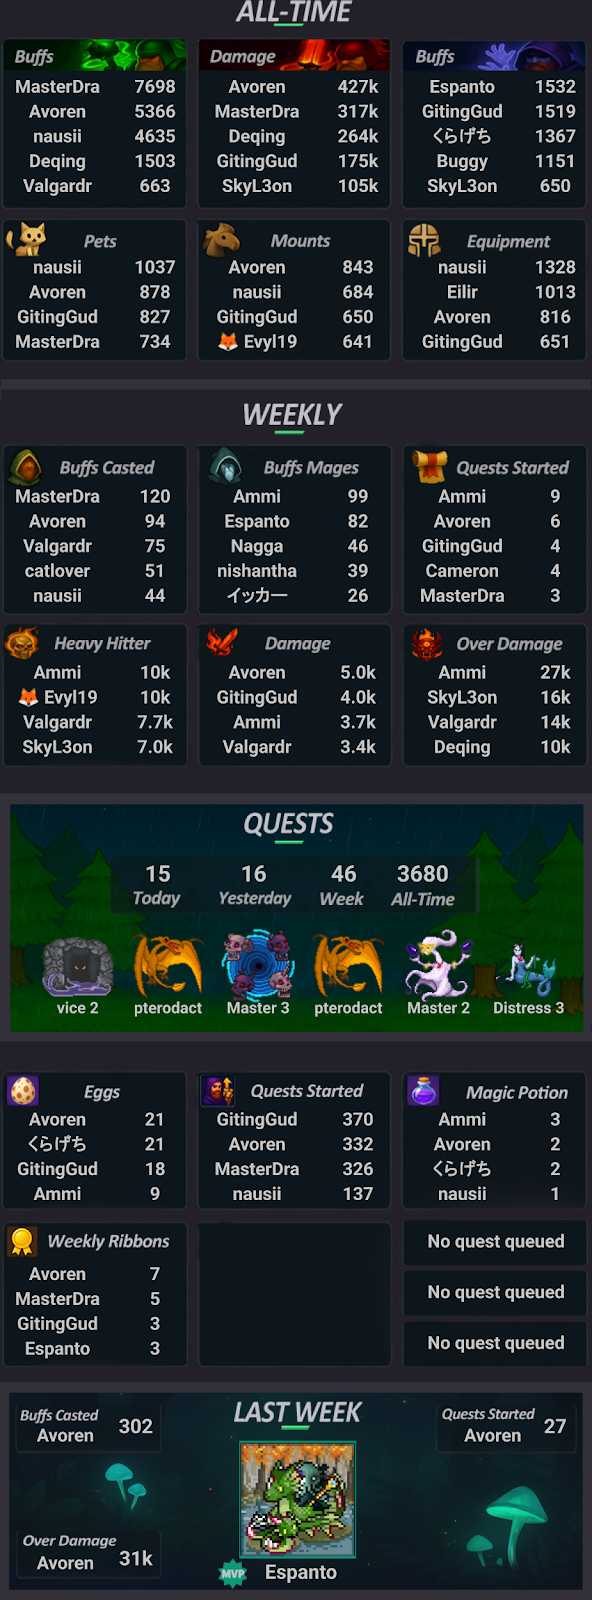 ALL-TIME
Buffs
MasterDra 7698
Avoren 5366
nausii 4635
Deqing 1503
Valgardr 663
Damage
Avoren 427k
MasterDra 317k
Deqing 264k
GitingGud 175k
SkyL3on 105k
Buffs
Espanto 1532
GitingGud 1519
くらげち 1367
Buggy 1151
SkyL3on 650
Pets
nausii 1037
Avoren 878
GitingGud 827
MasterDra 734
Mounts
Avoren 843
nausii 684
GitingGud 650
🦊 Evyl19 641
Equipment
nausii 1328
Eilir 1013
Avoren 816
GitingGud 651
WEEKLY
Buffs Casted
MasterDra 120
Avoren 94
Valgardr 75
catlover 51
nausii 44
Buffs Mages
Ammi 99
Espanto 82
Nagga 46
nishantha 39
イッカー 26
Quests Started
Ammi 9
Avoren 6
GitingGud 4
Cameron 4
MasterDra 3
Heavy Hitter
Ammi 10k
🦊 Evyl19 10k
Valgardr 7.7k
SkyL3on 7.0k
Damage
Avoren 5.0k
GitingGud 4.0k
Ammi 3.7k
Valgardr 3.4k
Over Damage
Ammi 27k
SkyL3on 16k
Valgardr 14k
Deqing 10k
QUESTS
15 16 46 3680
Today Yesterday Week All-Time
vice 2 pterodact Master 3 pterodact Master 2 Distress 3
Eggs
Avoren 21
くらげち 21
GitingGud 18
Ammi 9
Quests Started
GitingGud 370
Avoren 332
MasterDra 326
nausii 137
Magic Potion
Ammi 3
Avoren 2
くらげち 2
nausii 1
Weekly Ribbons
Avoren 7
MasterDra 5
GitingGud 3
Espanto 3
No quest queued
No quest queued
No quest queued
LAST WEEK
Buffs Casted
Avoren 302
Quests Started
Avoren 27
Over Damage
Avoren 31k
MVP Espanto